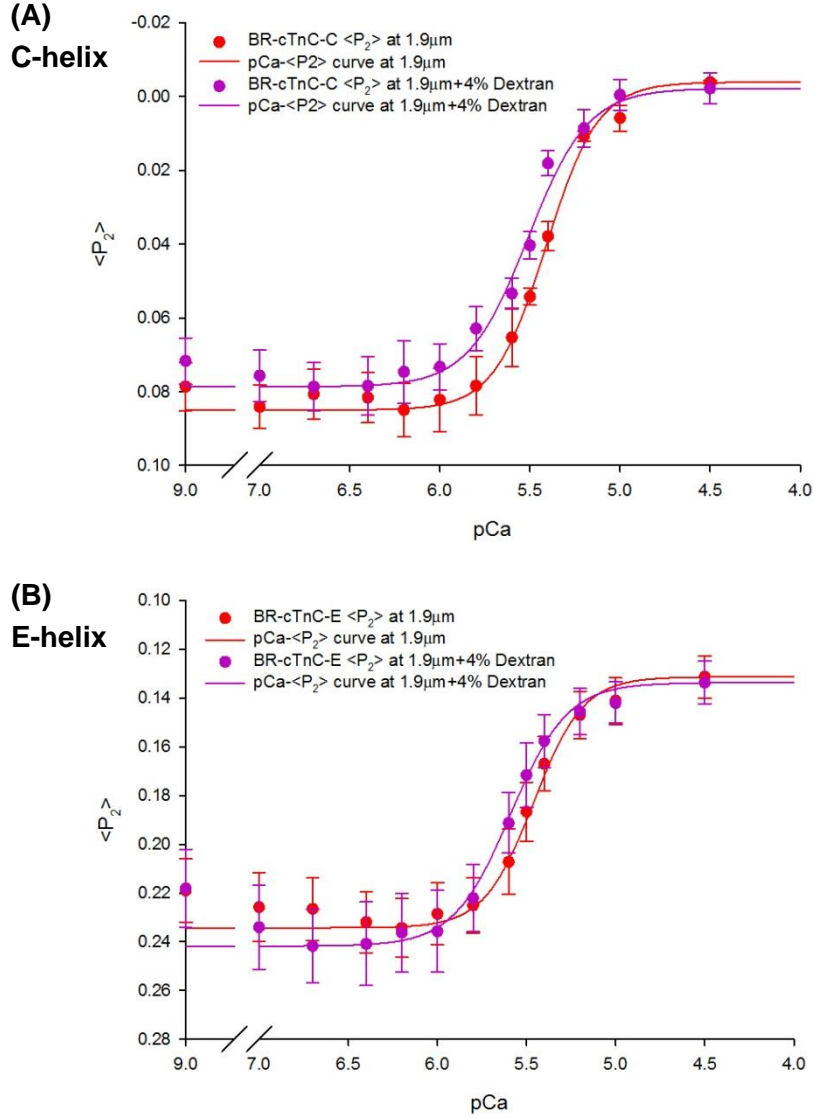 (A)
C-helix
-0.02
0.00
0.02
0.04
0.06
0.08
0.10
<P2>
BR-cTnC-C <P2> at 1.9μm
pCa-<P2> curve at 1.9μm
BR-cTnC-C <P2> at 1.9μm+4% Dextran
pCa-<P2> curve at 1.9μm+4% Dextran
9.0 7.0 6.5 6.0 5.5 5.0 4.5 4.0
pCa
(B)
E-helix
0.10
0.12
0.14
0.16
0.18
0.20
0.22
0.24
0.26
0.28
<P2>
BR-cTnC-E <P2> at 1.9μm
pCa-<P2> curve at 1.9μm
BR-cTnC-E <P2> at 1.9μm+4% Dextran
pCa-<P2> curve at 1.9μm+4% Dextran
9.0 7.0 6.5 6.0 5.5 5.0 4.5 4.0
pCa